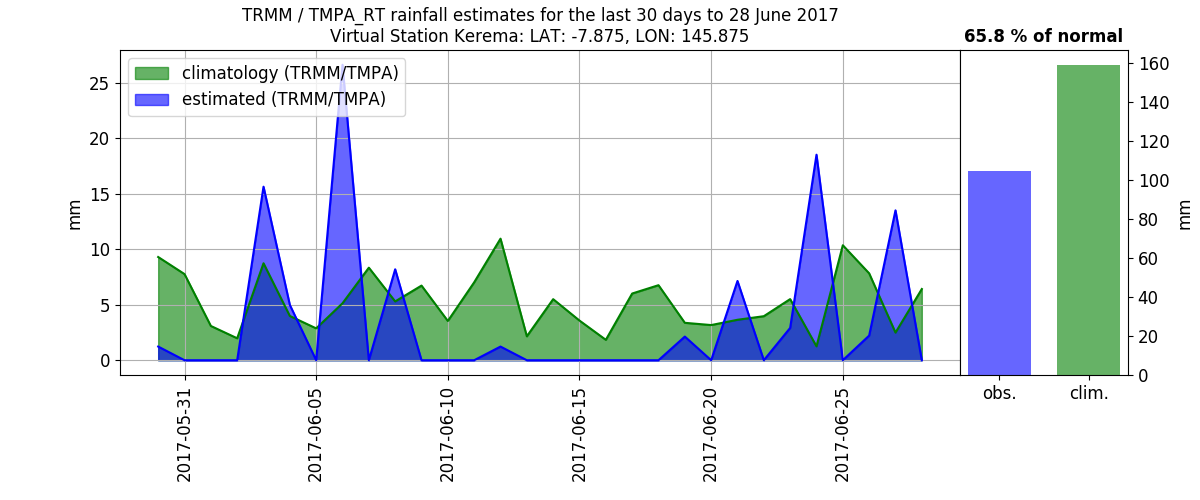 TRMM / TMPA_RT rainfall estimates for the last 30 days to 28 June 2017
Virtual Station Kerema: LAT: -7.875, LON: 145.875
65.8 % of normal
climatology (TRMM/TMPA)
estimated (TRMM/TMPA)
25
20
15
10
5
0
mm
2017-05-31
2017-06-05
2017-06-10
2017-06-15
2017-06-20
2017-06-25
160
140
120
100
80
60
40
20
0
mm
obs.
clim.